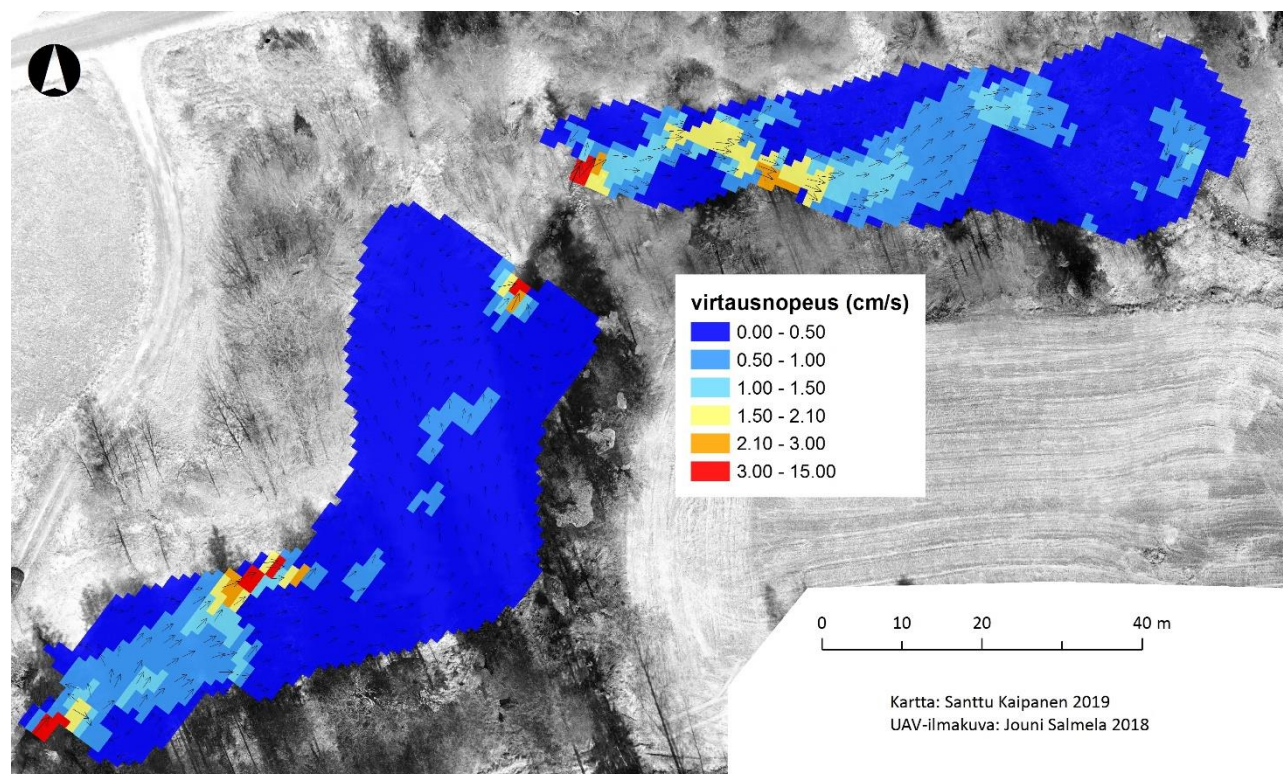 virtausnopeus (cm/s)
0.00 - 0.50
0.50 - 1.00
1.00 - 1.50
1.50 - 2.10
2.10 - 3.00
3.00 - 15.00
0 10 20 40 m
Kartta: Santtu Kaipanen 2019
UAV-ilmakuva: Jouni Salmela 2018